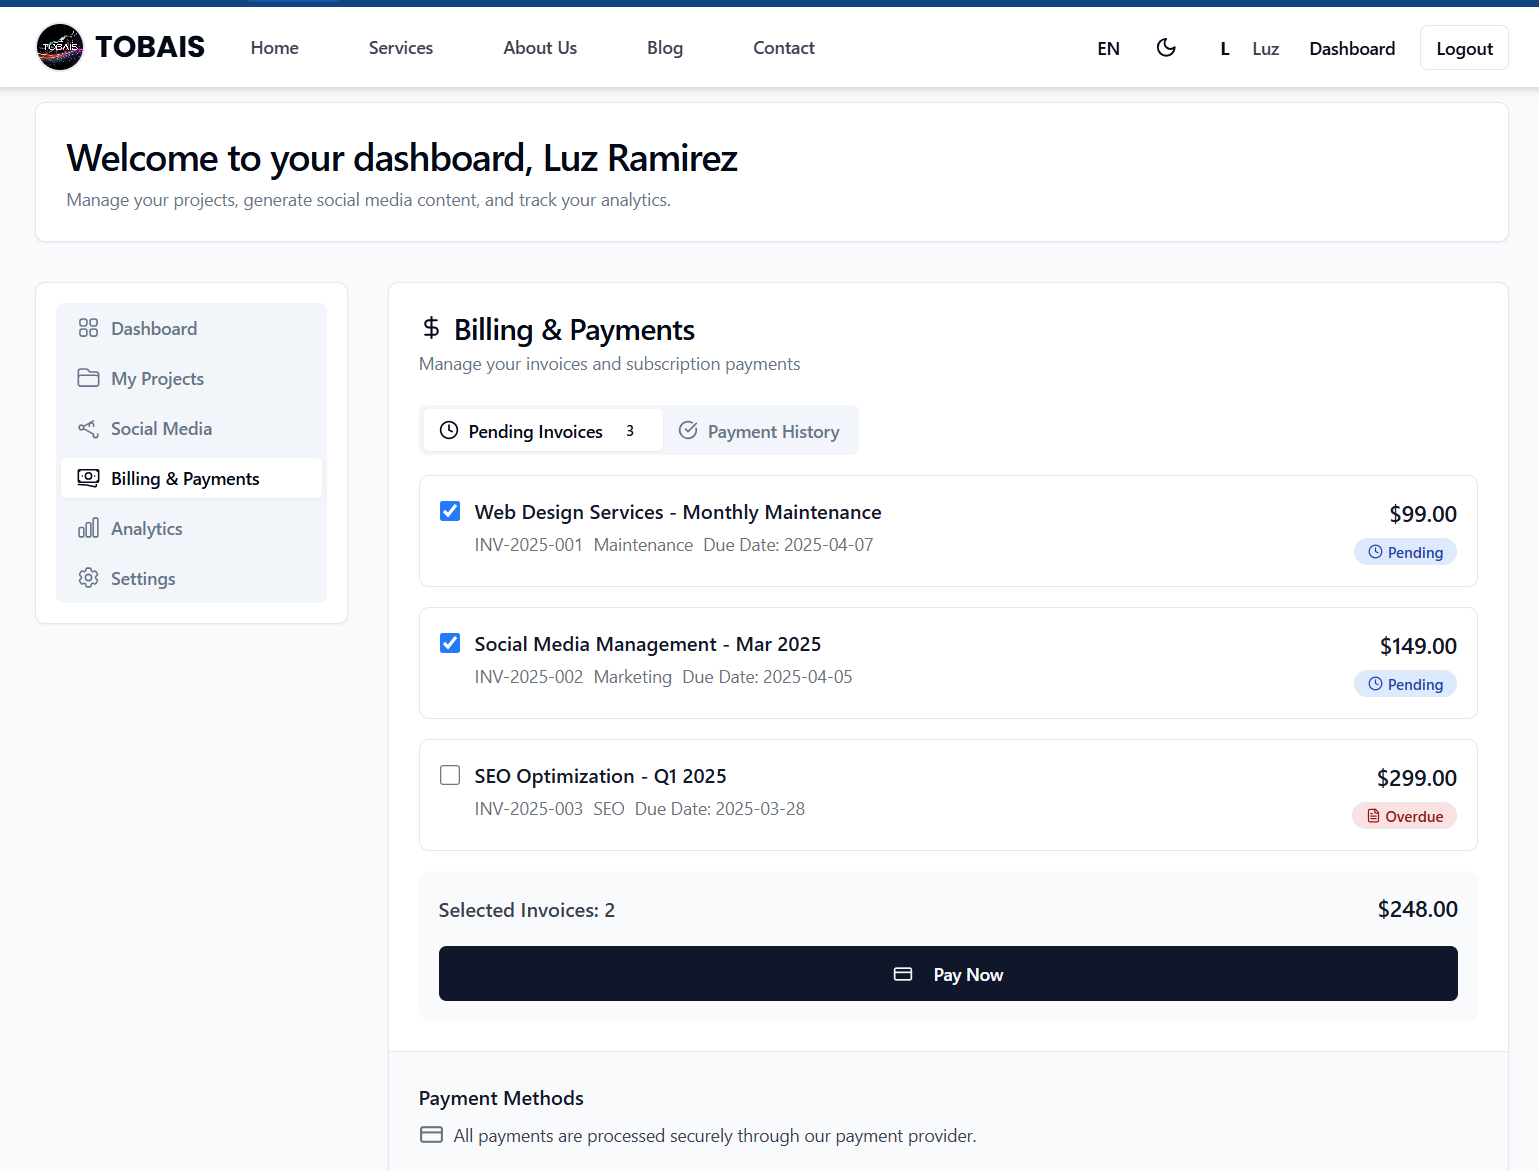 TOBAIS TOBAIS Home Services About Us Blog Contact EN L Luz Dashboard Logout
Welcome to your dashboard, Luz Ramirez
Manage your projects, generate social media content, and track your analytics.
Dashboard
My Projects
Social Media
Billing & Payments
Analytics
Settings
$ Billing & Payments
Manage your invoices and subscription payments
Pending Invoices 3 Payment History
Web Design Services - Monthly Maintenance $99.00
INV-2025-001 Maintenance Due Date: 2025-04-07 Pending
Social Media Management - Mar 2025 $149.00
INV-2025-002 Marketing Due Date: 2025-04-05 Pending
SEO Optimization - Q1 2025 $299.00
INV-2025-003 SEO Due Date: 2025-03-28 Overdue
Selected Invoices: 2 $248.00
Pay Now
Payment Methods
All payments are processed securely through our payment provider.